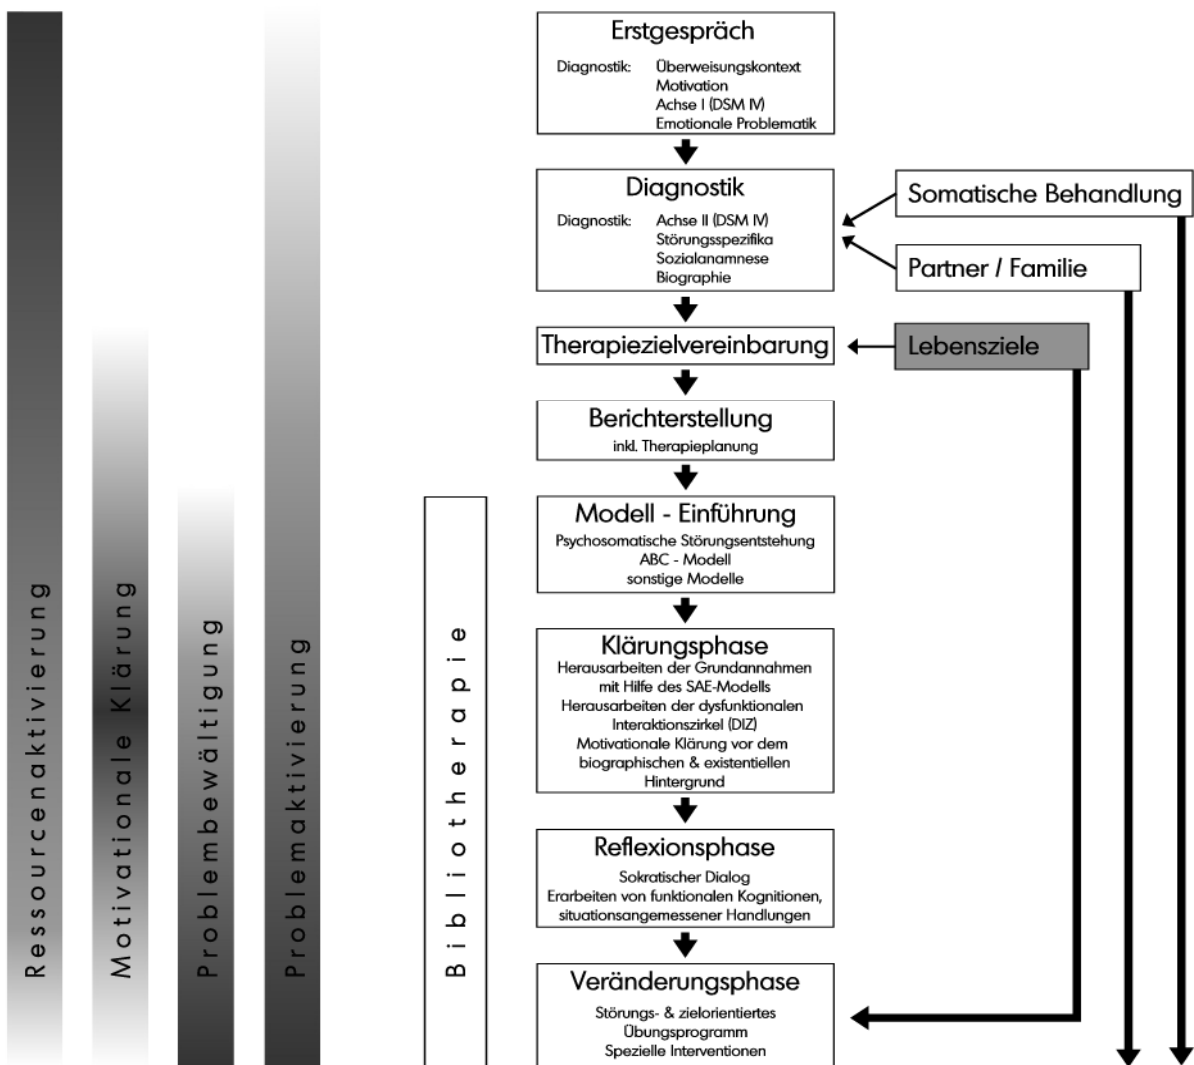 Erstgespräch
Diagnostik: Überweisungskontext
Motivation
Achse I (DSM IV)
Emotionale Problematik
Diagnostik
Diagnostik: Achse II (DSM IV)
Störungsspezifika
Sozialanamnese
Biographie
Somatische Behandlung
Partner / Familie
Therapiezielvereinbarung
Lebensziele
Berichterstellung
inkl. Therapieplanung
Modell - Einführung
Psychosomatische Störungsentstehung
ABC - Modell
sonstige Modelle
Klärungsphase
Herausarbeiten der Grundannahmen
mit Hilfe des SAE-Modells
Herausarbeiten der dysfunktionalen
Interaktionszirkel (DIZ)
Motivationale Klärung vor dem
biographischen & existentiellen
Hintergrund
Reflexionsphase
Sokratischer Dialog
Erarbeiten von funktionalen Kognitionen,
situationsangemessener Handlungen
Veränderungsphase
Störungs- & zielorientiertes
Übungsprogramm
Spezielle Interventionen
Ressourcenaktivierung
Motivationale Klärung
Problembewältigung
Problemaktivierung
Bibliotherapie